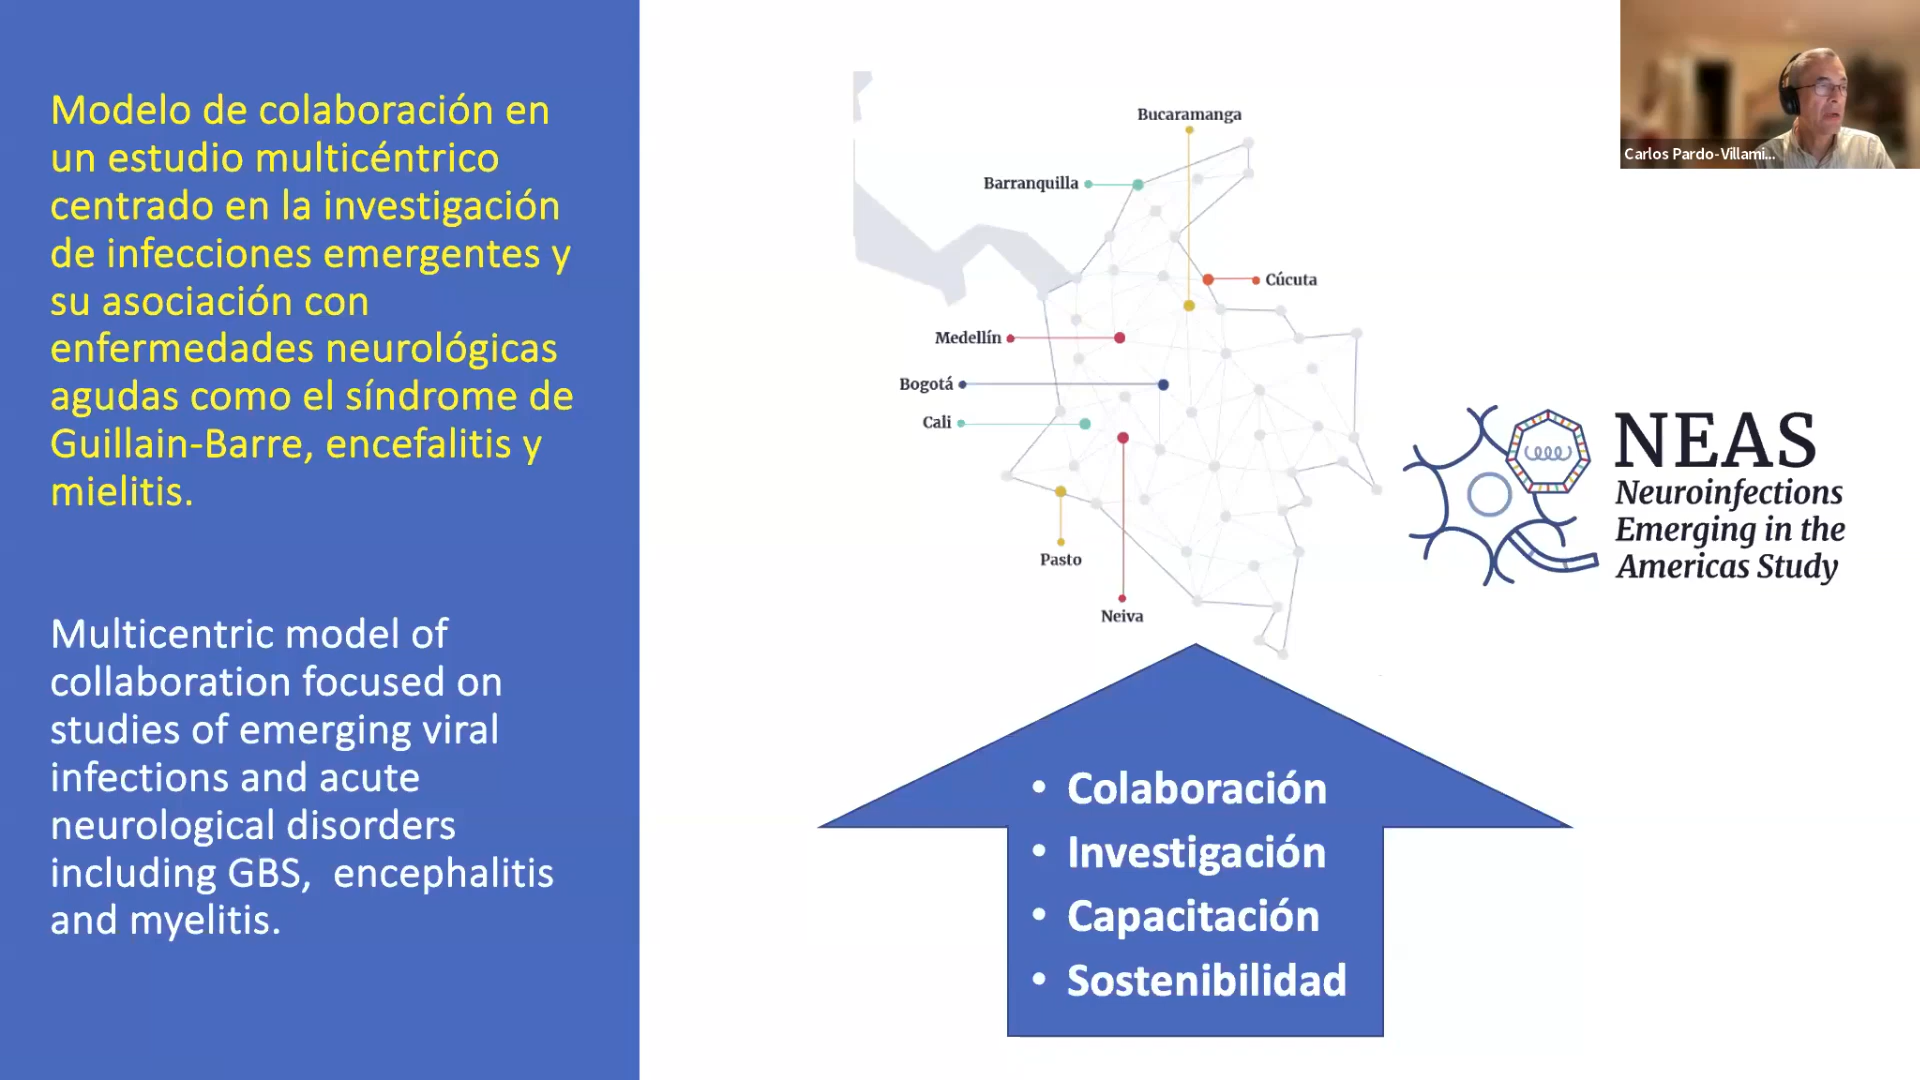 Modelo de colaboración en
un estudio multicéntrico
centrado en la investigación
de infecciones emergentes y
su asociación con
enfermedades neurológicas
agudas como el síndrome de
Guillain-Barre, encefalitis y
mielitis.
Multicentric model of
collaboration focused on
studies of emerging viral
infections and acute
neurological disorders
including GBS, encephalitis
and myelitis.
Bucaramanga
Barranquilla
Cúcuta
Medellín
Bogotá
Cali
Pasto
Neiva
NEAS
Neuroinfections
Emerging in the
Americas Study
• Colaboración
• Investigación
• Capacitación
• Sostenibilidad
Carlos Pardo-Villami...